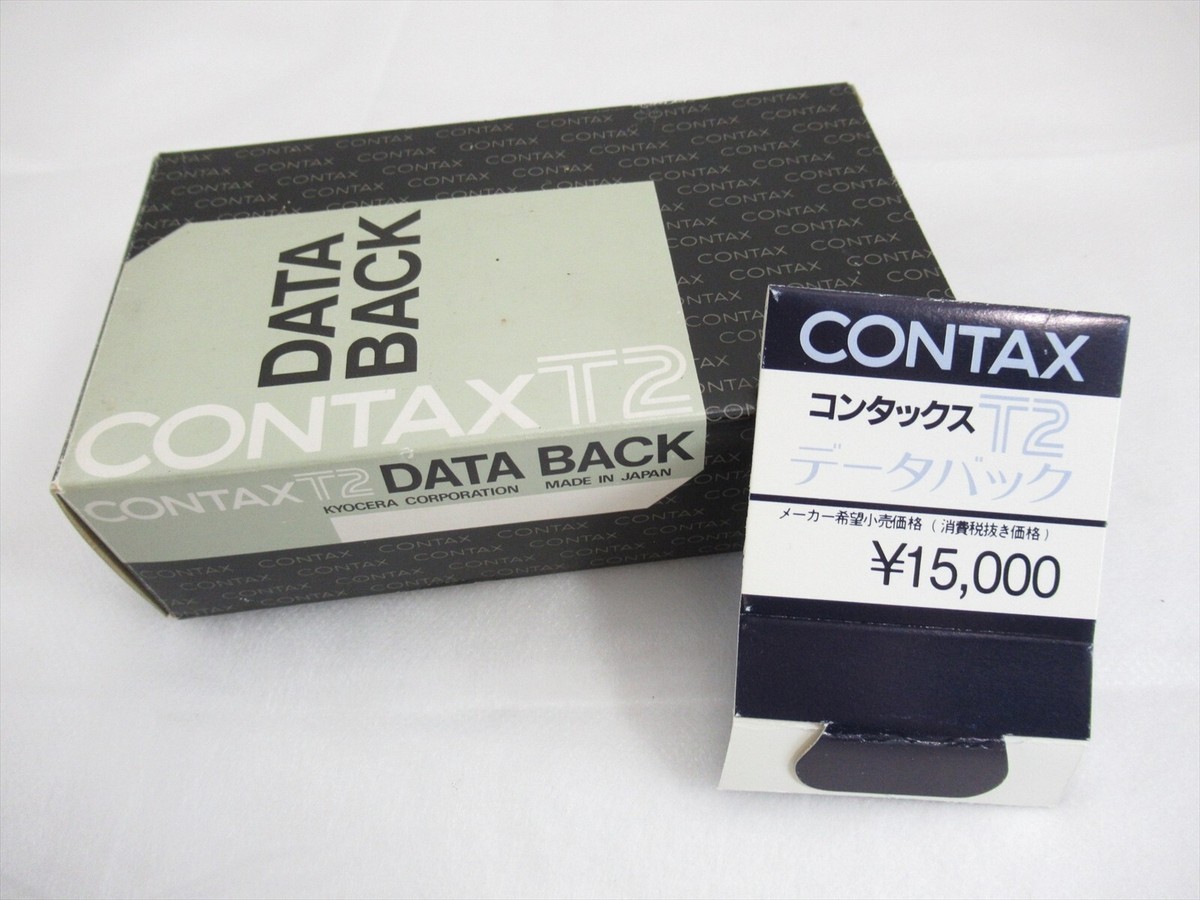 DATA
BACK
CONTAX T2
CONTAX T2 DATA BACK
KYOCERA CORPORATION MADE IN JAPAN
CONTAX
コンタックス T2
データバック
メーカー希望小売価格(消費税抜き価格)
¥15,000